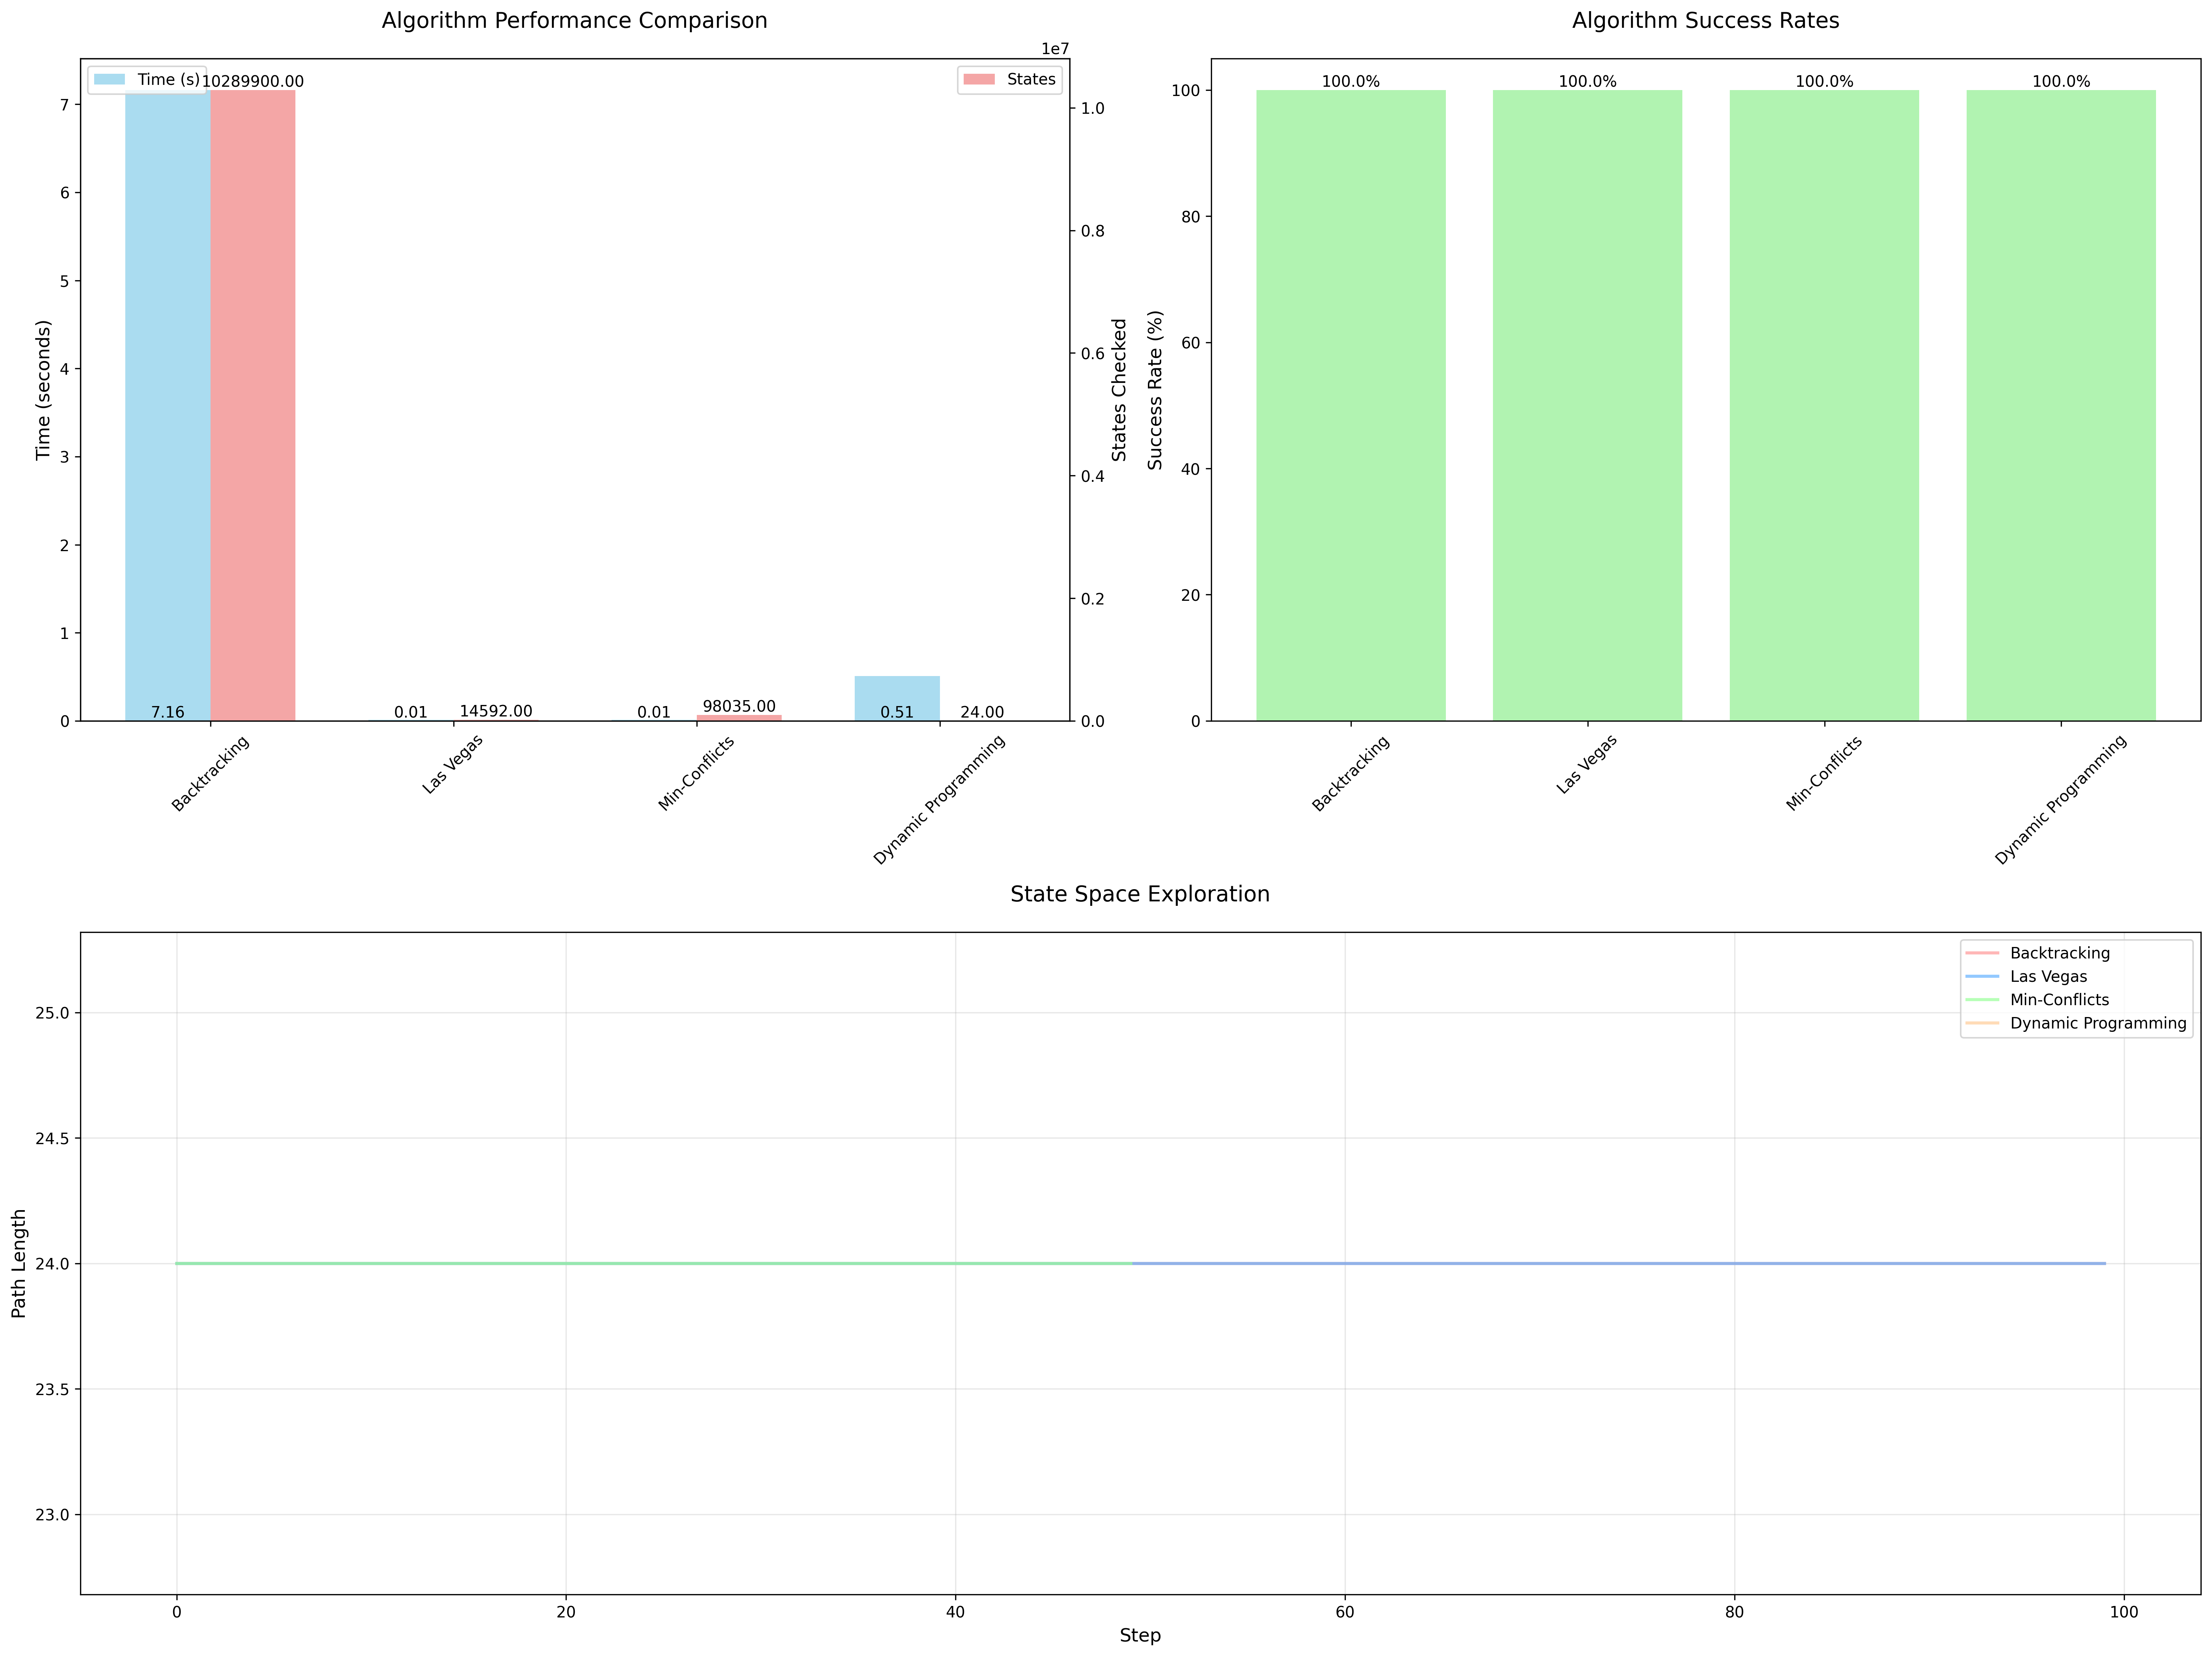 Algorithm Performance Comparison
1e7
Time (s)
10289900.00
States
7
6
5
4
3
2
1
0
Time (seconds)
1.0
0.8
0.6
0.4
0.2
0.0
States Checked
7.16
0.01
14592.00
0.01
98035.00
0.51
24.00
Backtracking
Las Vegas
Min-Conflicts
Dynamic Programming
Algorithm Success Rates
100.0%
100.0%
100.0%
100.0%
100
80
60
40
20
0
Success Rate (%)
Backtracking
Las Vegas
Min-Conflicts
Dynamic Programming
State Space Exploration
Backtracking
Las Vegas
Min-Conflicts
Dynamic Programming
25.0
24.5
24.0
23.5
23.0
Path Length
0
20
40
60
80
100
Step